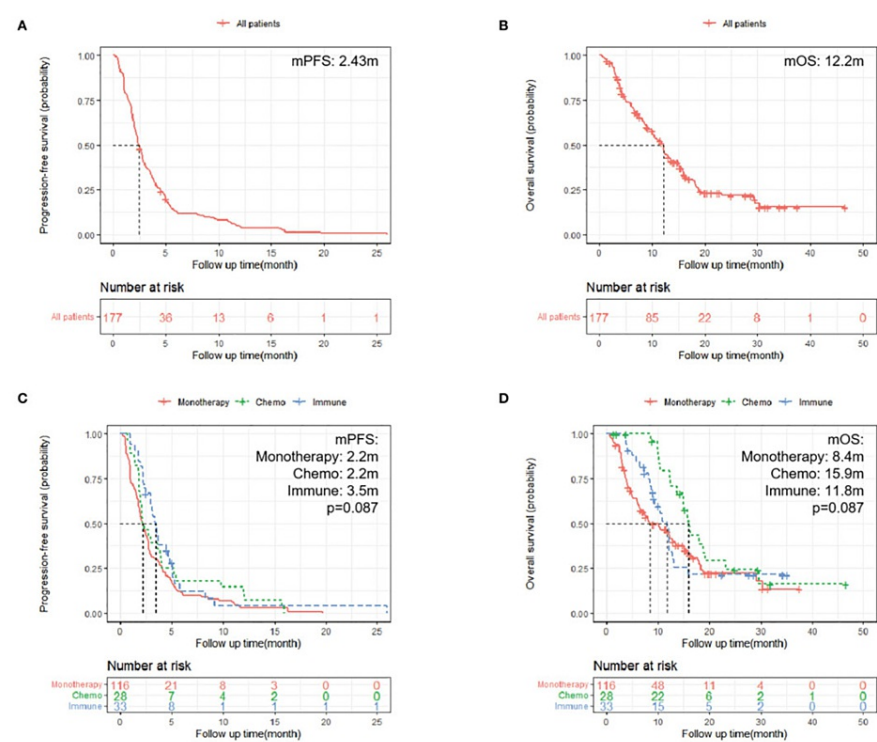 A
All patients
mPFS: 2.43m
Progression-free survival (probability)
1.00
0.75
0.50
0.25
0.00
0 5 10 15 20 25
Follow up time(month)
Number at risk
All patients 177 36 13 6 1 1
0 5 10 15 20 25
Follow up time(month)
B
All patients
mOS: 12.2m
Overall survival (probability)
1.00
0.75
0.50
0.25
0.00
0 10 20 30 40 50
Follow up time(month)
Number at risk
All patients 177 85 22 8 1 0
0 10 20 30 40 50
Follow up time(month)
C
Monotherapy Chemo Immune
mPFS:
Monotherapy: 2.2m
Chemo: 2.2m
Immune: 3.5m
p=0.087
Progression-free survival (probability)
1.00
0.75
0.50
0.25
0.00
0 5 10 15 20 25
Follow up time(month)
Number at risk
Monotherapy 116 21 8 3 0 0
Chemo 28 7 4 2 0 0
Immune 33 8 1 1 1 1
0 5 10 15 20 25
Follow up time(month)
D
Monotherapy Chemo Immune
mOS:
Monotherapy: 8.4m
Chemo: 15.9m
Immune: 11.8m
p=0.087
Overall survival (probability)
1.00
0.75
0.50
0.25
0.00
0 10 20 30 40 50
Follow up time(month)
Number at risk
Monotherapy 116 48 11 4 0 0
Chemo 28 22 6 2 1 0
Immune 33 15 5 2 0 0
0 10 20 30 40 50
Follow up time(month)